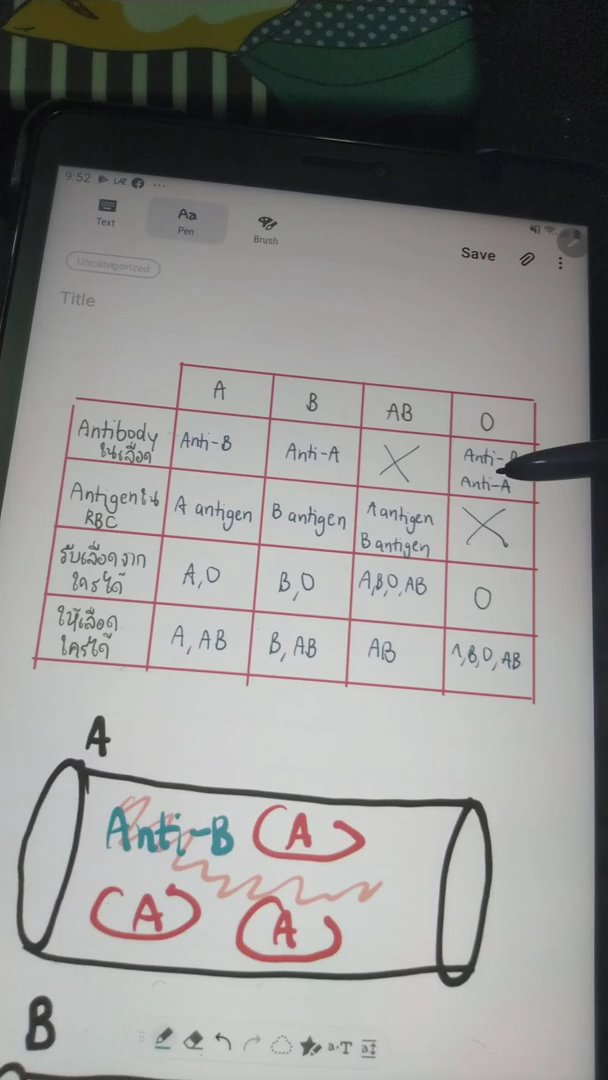 9:52
Text
Aa
Pen
Brush
Save
Uncategorized
Title
A
B
AB
O
Antibody
ในเลือด
Anti-B
Anti-A
Anti-
Anti-A
Antigenใน
RBC
A antigen
B antigen
A antigen
B antigen
รับเลือดจาก
ใครได้
A,O
B,O
A,B,O,AB
O
ให้เลือด
ใครได้
A, AB
B, AB
AB
A,B,O,AB
A
Anti-B
A
A
A
B
a→T